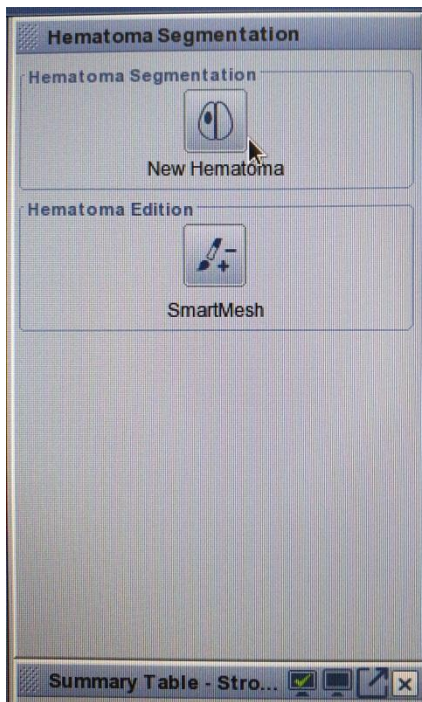 Hematoma Segmentation
Hematoma Segmentation
New Hematoma
Hematoma Edition
SmartMesh
Summary Table - Stro...